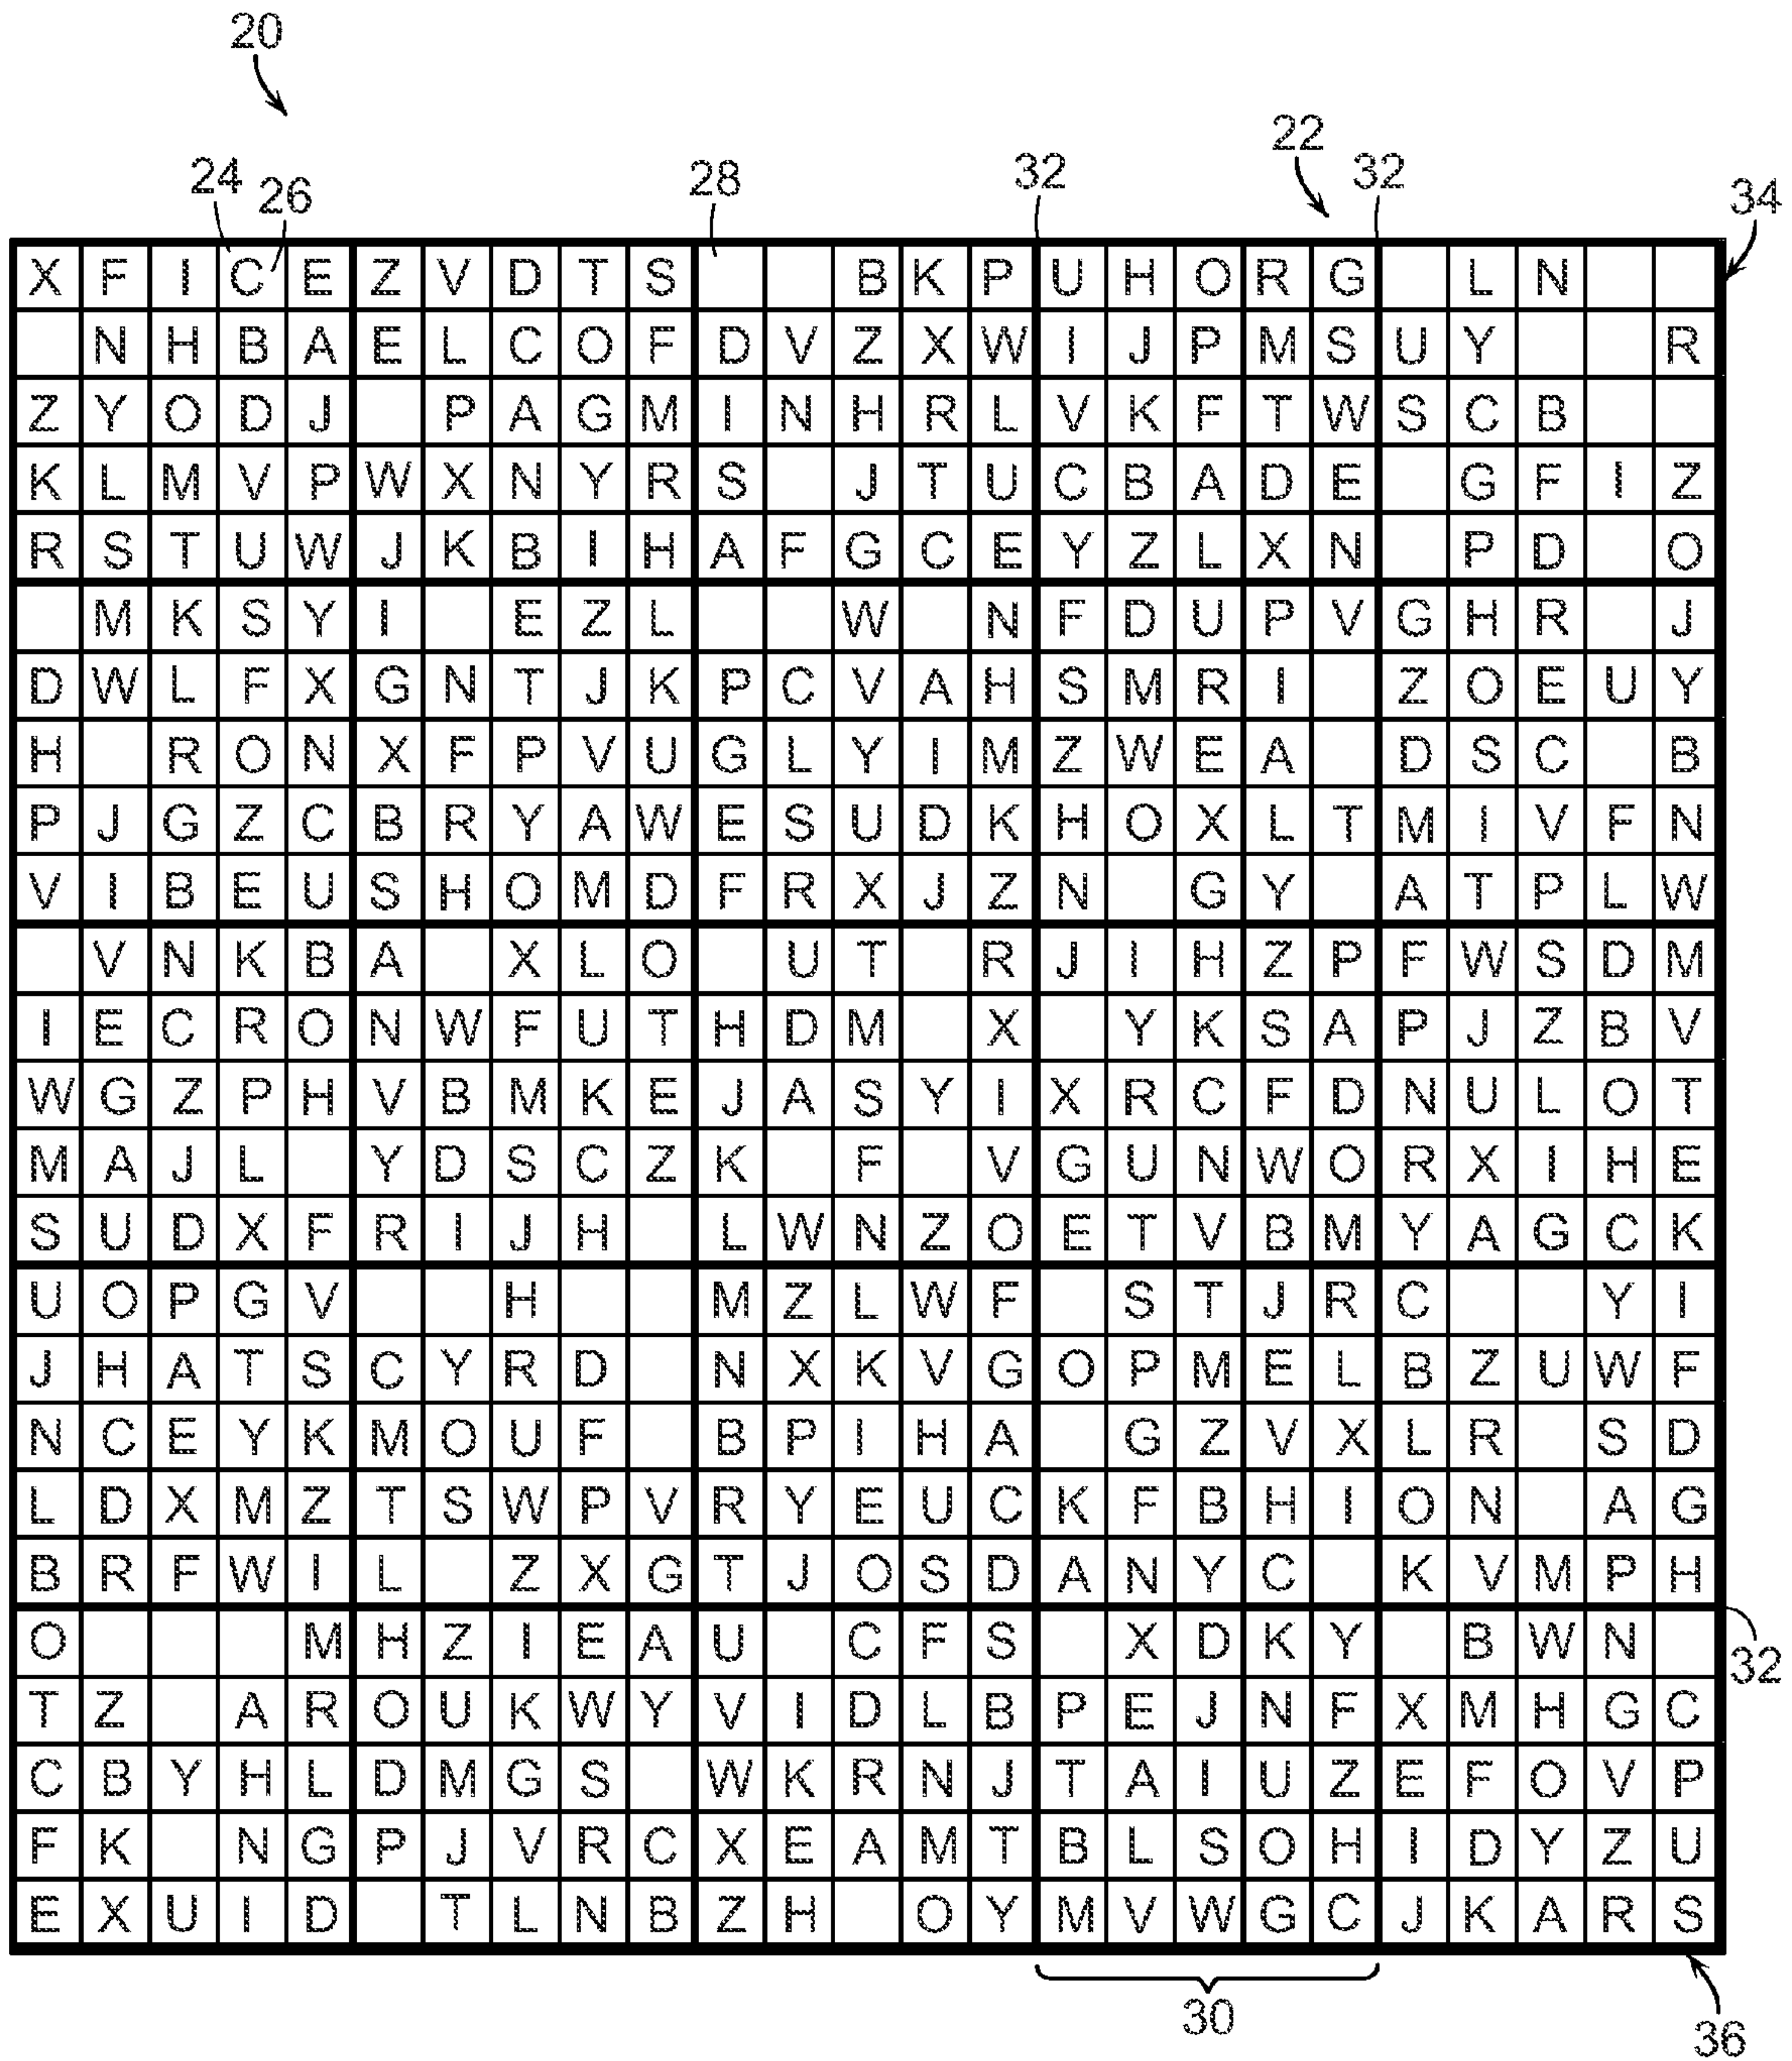 20
22
24 26 28 32 32 34
X F I C E Z V D T S B K P U H O R G L N
N H B A E L C O F D V Z X W I J P M S U Y R
Z Y O D J P A G M I N H R L V K F T W S C B
K L M V P W X N Y R S J T U C B A D E G F I Z
R S T U W J K B I H A F G C E Y Z L X N P D O
M K S Y I E Z L W N F D U P V G H R J
D W L F X G N T J K P C V A H S M R I Z O E U Y
H R O N X F P V U G L Y I M Z W E A D S C B
P J G Z C B R Y A W E S U D K H O X L T M I V F N
V I B E U S H O M D F R X J Z N G Y A T P L W
V N K B A X L O U T R J I H Z P F W S D M
I E C R O N W F U T H D M X Y K S A P J Z B V
W G Z P H V B M K E J A S Y I X R C F D N U L O T
M A J L Y D S C Z K F V G U N W O R X I H E
S U D X F R I J H L W N Z O E T V B M Y A G C K
U O P G V H M Z L W F S T J R C Y I
J H A T S C Y R D N X K V G O P M E L B Z U W F
N C E Y K M O U F B P I H A G Z V X L R S D
L D X M Z T S W P V R Y E U C K F B H I O N A G
B R F W I L Z X G T J O S D A N Y C K V M P H
O M H Z I E A U C F S X D K Y B W N
32
T Z A R O U K W Y V I D L B P E J N F X M H G C
C B Y H L D M G S W K R N J T A I U Z E F O V P
F K N G P J V R C X E A M T B L S O H I D Y Z U
E X U I D T L N B Z H O Y M V W G C J K A R S
30
36